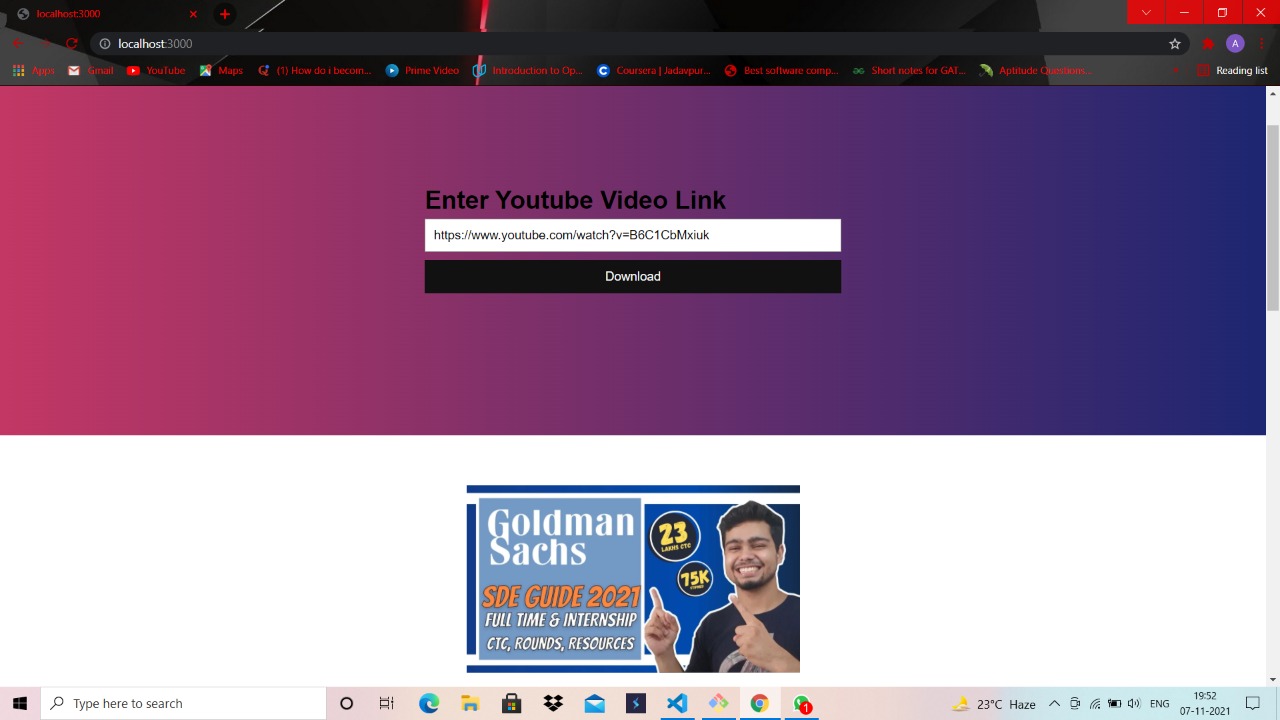 localhost:3000
localhost:3000
A
Apps
Gmail
YouTube
Maps
(1) How do i becom...
Prime Video
Introduction to Op...
Coursera | Jadavpur...
Best software comp...
Short notes for GAT...
Aptitude Questions...
Reading list
Enter Youtube Video Link
https://www.youtube.com/watch?v=B6C1CbMxiuk
Download
Goldman
Sachs
23
LAKHS CTC
75K
SDE GUIDE 2021
FULL TIME & INTERNSHIP
CTC, ROUNDS, RESOURCES
Type here to search
1
23°C Haze
ENG
19:52
07-11-2021